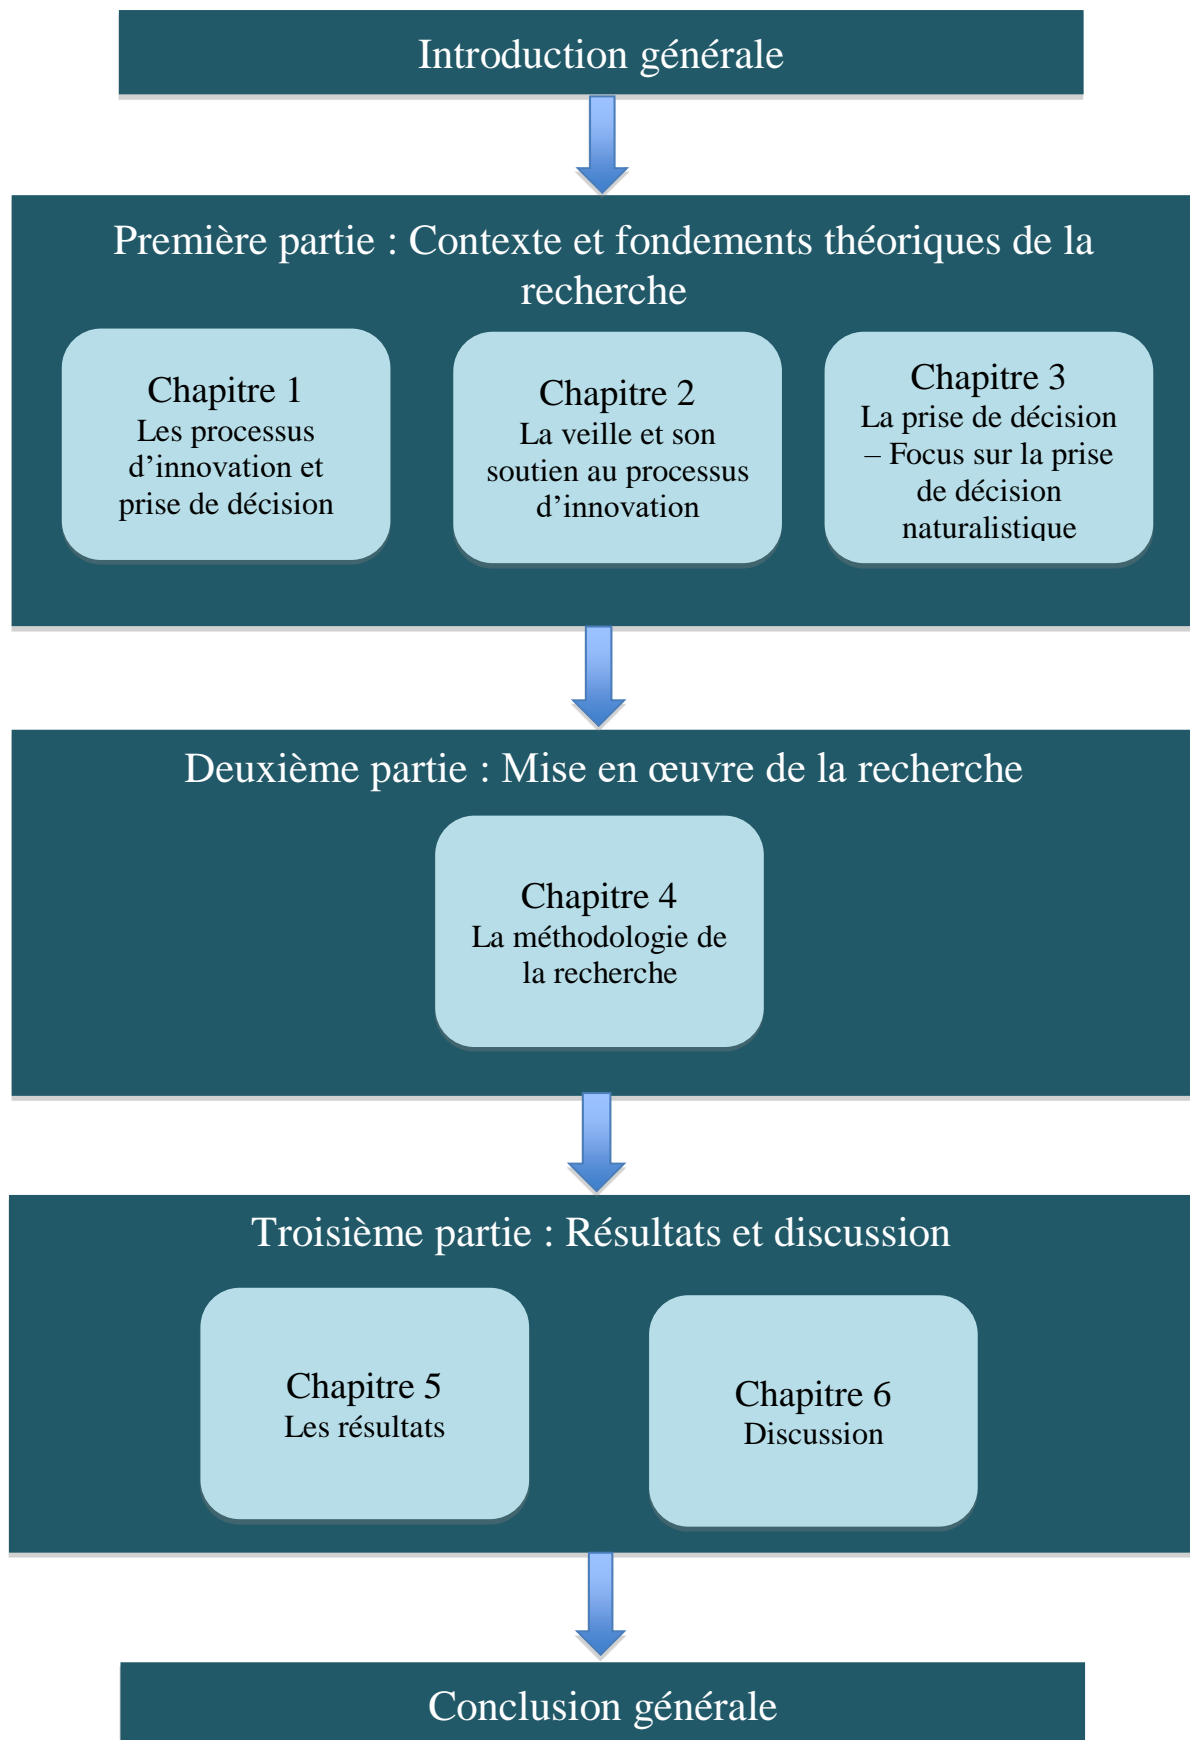 Introduction générale
Première partie : Contexte et fondements théoriques de la
recherche
Chapitre 1
Les processus
d’innovation et
prise de décision
Chapitre 2
La veille et son
soutien au processus
d’innovation
Chapitre 3
La prise de décision
– Focus sur la prise
de décision
naturalistique
Deuxième partie : Mise en œuvre de la recherche
Chapitre 4
La méthodologie de
la recherche
Troisième partie : Résultats et discussion
Chapitre 5
Les résultats
Chapitre 6
Discussion
Conclusion générale